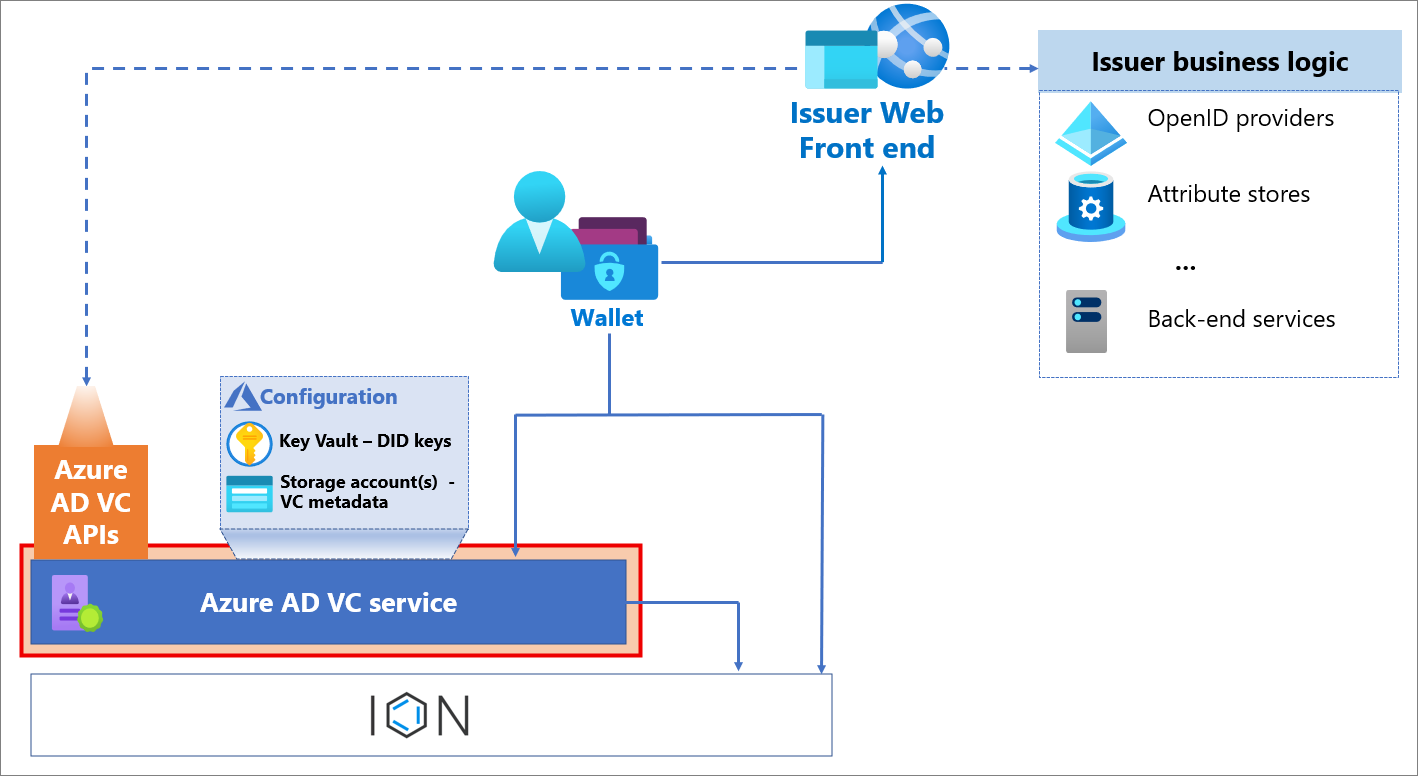 Issuer business logic
OpenID providers
Attribute stores
...
Back-end services
Issuer Web
Front end
Wallet
Configuration
Key Vault – DID keys
Storage account(s) -
VC metadata
Azure
AD VC
APIs
Azure AD VC service
ION